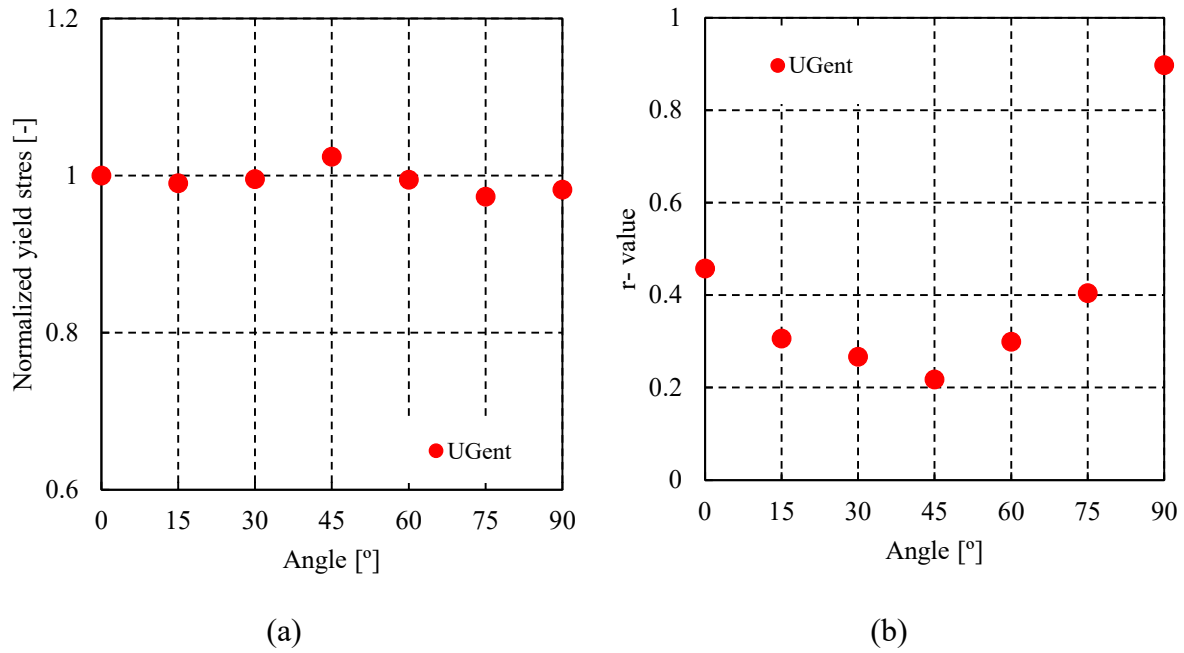 1.2
1
0.8
0.6
Normalized yield stres [-]
UGent
0 15 30 45 60 75 90
Angle [º]
(a)
1
0.8
0.6
0.4
0.2
0
r- value
UGent
0 15 30 45 60 75 90
Angle [º]
(b)